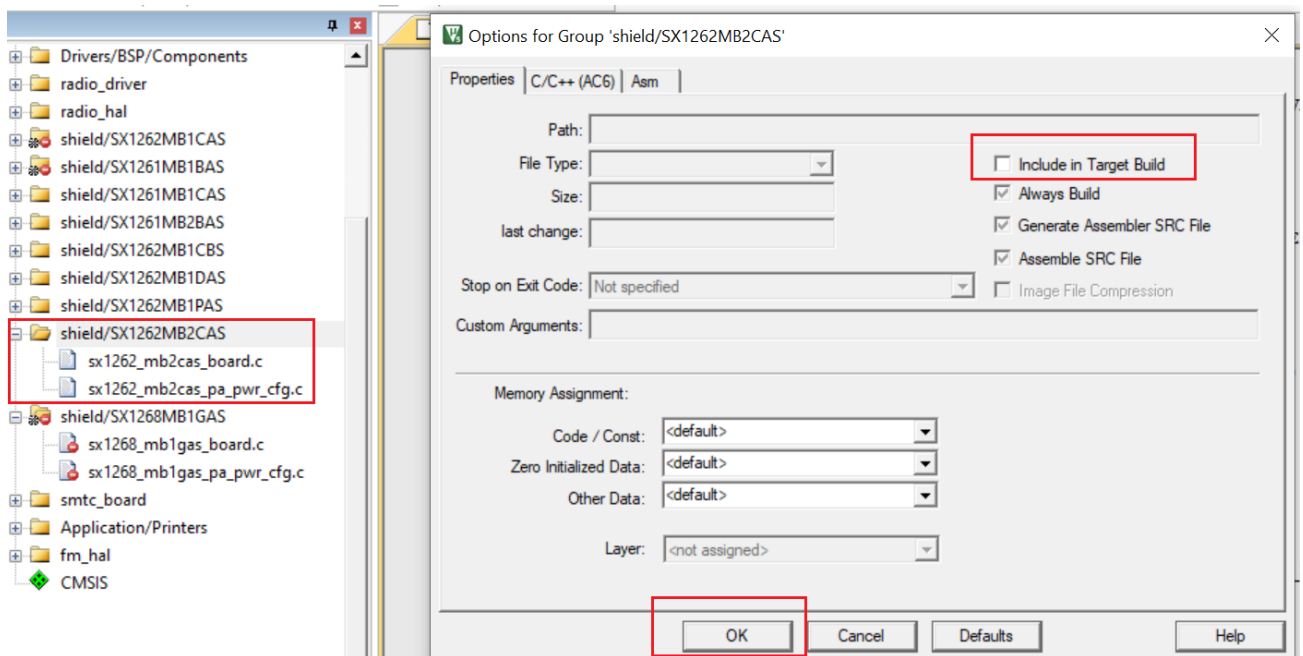 Drivers/BSP/Components
radio_driver
radio_hal
shield/SX1262MB1CAS
shield/SX1261MB1BAS
shield/SX1261MB1CAS
shield/SX1261MB2BAS
shield/SX1262MB1CBS
shield/SX1262MB1DAS
shield/SX1262MB1PAS
shield/SX1262MB2CAS
sx1262_mb2cas_board.c
sx1262_mb2cas_pa_pwr_cfg.c
shield/SX1268MB1GAS
sx1268_mb1gas_board.c
sx1268_mb1gas_pa_pwr_cfg.c
smtc_board
Application/Printers
fm_hal
CMSIS
Options for Group 'shield/SX1262MB2CAS'
Properties C/C++ (AC6) Asm
Path:
File Type:
Include in Target Build
Size:
Always Build
last change:
Generate Assembler SRC File
Assemble SRC File
Stop on Exit Code: Not specified
Image File Compression
Custom Arguments:
Memory Assignment:
Code / Const: <default>
Zero Initialized Data: <default>
Other Data: <default>
Layer: <not assigned>
OK Cancel Defaults Help